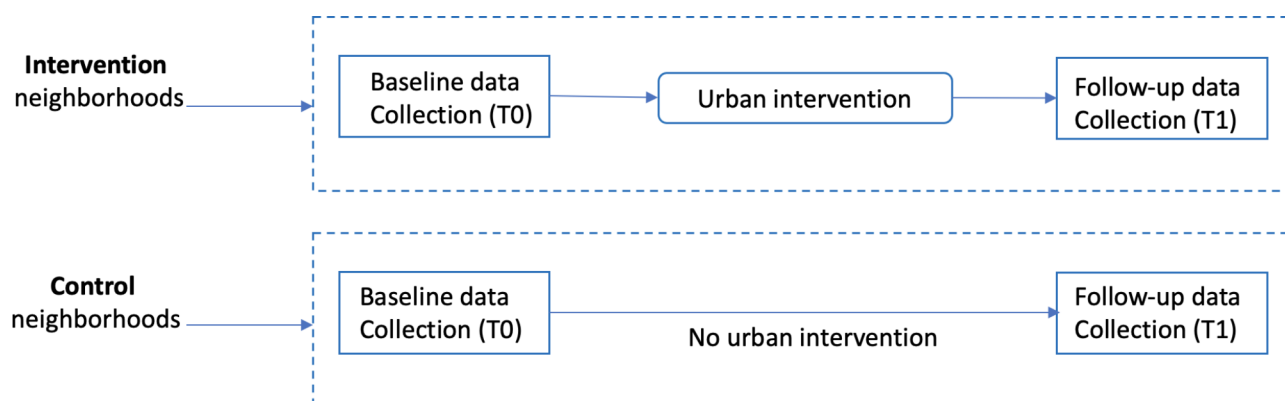 Intervention
neighborhoods
Baseline data
Collection (T0)
Urban intervention
Follow-up data
Collection (T1)
Control
neighborhoods
Baseline data
Collection (T0)
No urban intervention
Follow-up data
Collection (T1)